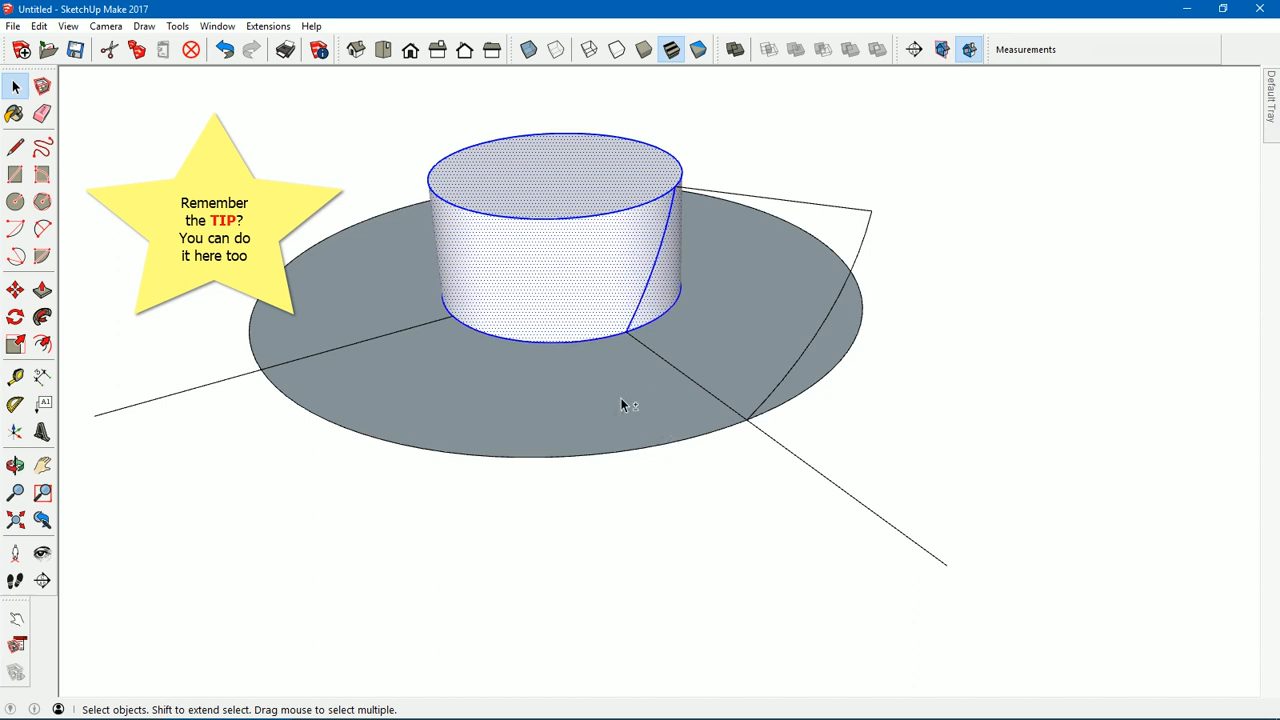 Untitled - SketchUp Make 2017
File Edit View Camera Draw Tools Window Extensions Help
Measurements
Default Tray
Remember
the TIP?
You can do
it here too
A1
Select objects. Shift to extend select. Drag mouse to select multiple.